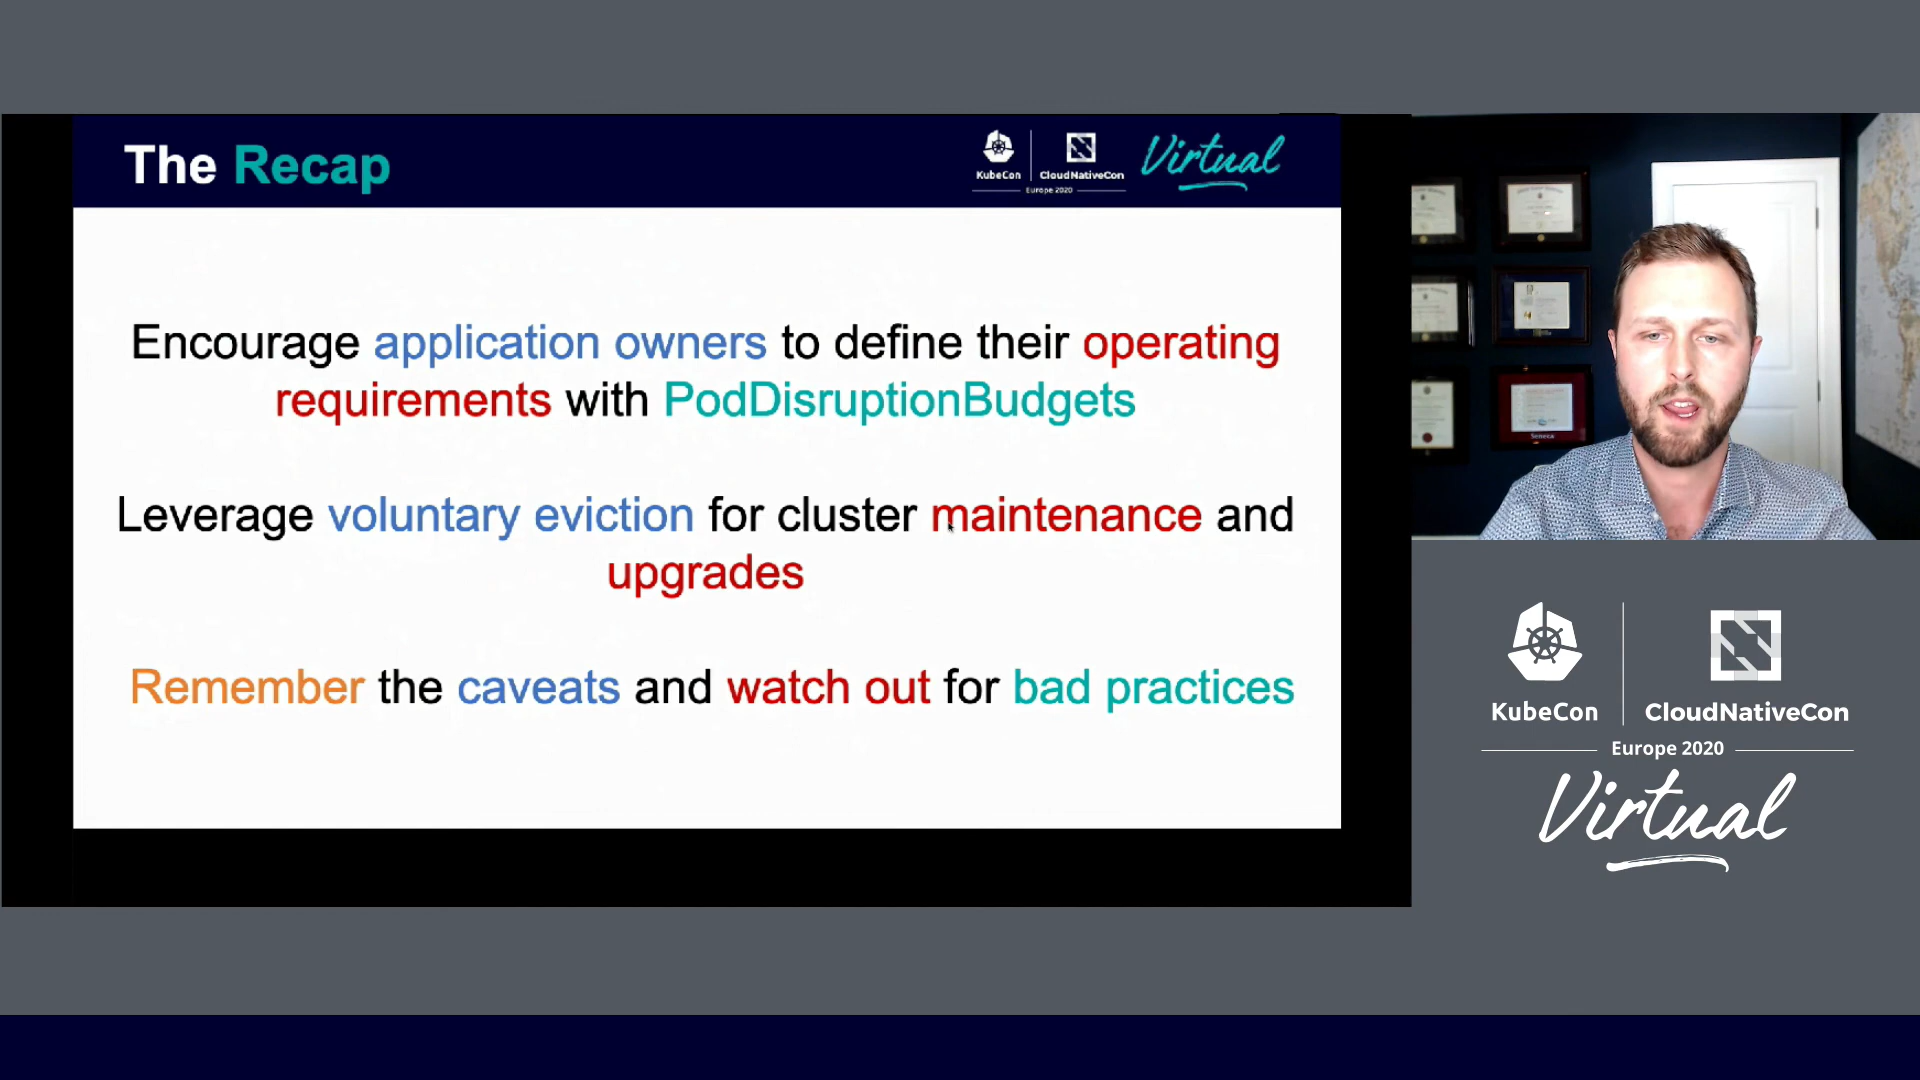 The Recap
KubeCon
CloudNativeCon
Europe 2020
Virtual
Encourage application owners to define their operating
requirements with PodDisruptionBudgets
Leverage voluntary eviction for cluster maintenance and
upgrades
Remember the caveats and watch out for bad practices
Seneca
KubeCon
CloudNativeCon
Europe 2020
Virtual